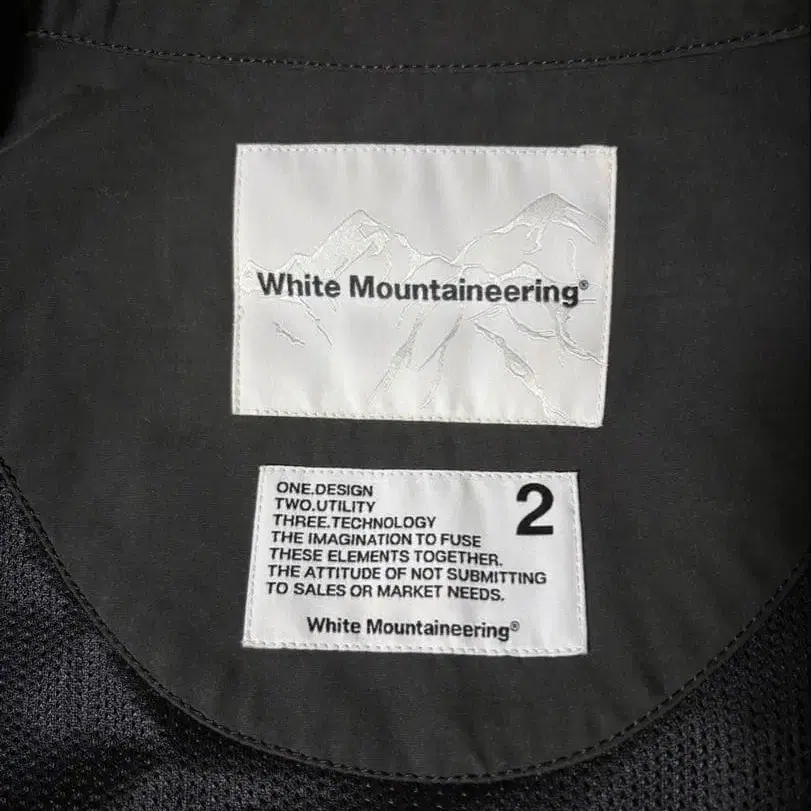 White Mountaineering®
ONE.DESIGN
TWO.UTILITY
THREE.TECHNOLOGY
THE IMAGINATION TO FUSE
THESE ELEMENTS TOGETHER.
THE ATTITUDE OF NOT SUBMITTING
TO SALES OR MARKET NEEDS.
2
White Mountaineering®